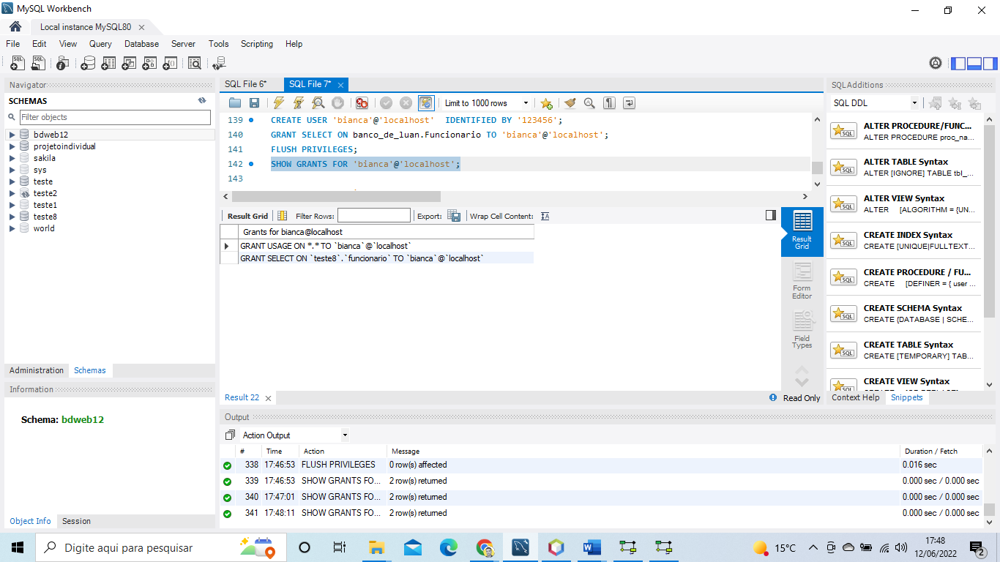 MySQL Workbench
Local instance MySQL80
File Edit View Query Database Server Tools Scripting Help
Navigator
SCHEMAS
Filter objects
bdweb12
projetoindividual
sakila
sys
teste
teste2
teste1
teste8
world
Administration Schemas
Information
Schema: bdweb12
Object Info Session
SQL File 6* SQL File 7*
Limit to 1000 rows
139 CREATE USER 'bianca'@'localhost' IDENTIFIED BY '123456';
140 GRANT SELECT ON banco_de_luan.Funcionario TO 'bianca'@'localhost';
141 FLUSH PRIVILEGES;
142 SHOW GRANTS FOR 'bianca'@'localhost';
143
Result Grid Filter Rows: Export: Wrap Cell Content:
Grants for bianca@localhost
GRANT USAGE ON *.* TO `bianca`@`localhost`
GRANT SELECT ON `teste8`.`funcionario` TO `bianca`@`localhost`
Result
Grid
Form
Editor
Field
Types
Result 22
Read Only
Output
Action Output
# Time Action Message Duration / Fetch
338 17:46:53 FLUSH PRIVILEGES 0 row(s) affected 0.016 sec
339 17:46:53 SHOW GRANTS FO... 2 row(s) returned 0.000 sec / 0.000 sec
340 17:47:01 SHOW GRANTS FO... 2 row(s) returned 0.000 sec / 0.000 sec
341 17:48:11 SHOW GRANTS FO... 2 row(s) returned 0.000 sec / 0.000 sec
SQLAdditions
SQL DDL
ALTER PROCEDURE/FUNC...
ALTER PROCEDURE proc_na...
ALTER TABLE Syntax
ALTER [IGNORE] TABLE tbl_...
ALTER VIEW Syntax
ALTER [ALGORITHM = {UN...
CREATE INDEX Syntax
CREATE [UNIQUE|FULLTEXT...
CREATE PROCEDURE / FU...
CREATE [DEFINER = { user ...
CREATE SCHEMA Syntax
CREATE {DATABASE | SCHE...
CREATE TABLE Syntax
CREATE [TEMPORARY] TAB...
CREATE VIEW Syntax
Context Help Snippets
Digite aqui para pesquisar
15°C
17:48
12/06/2022
2